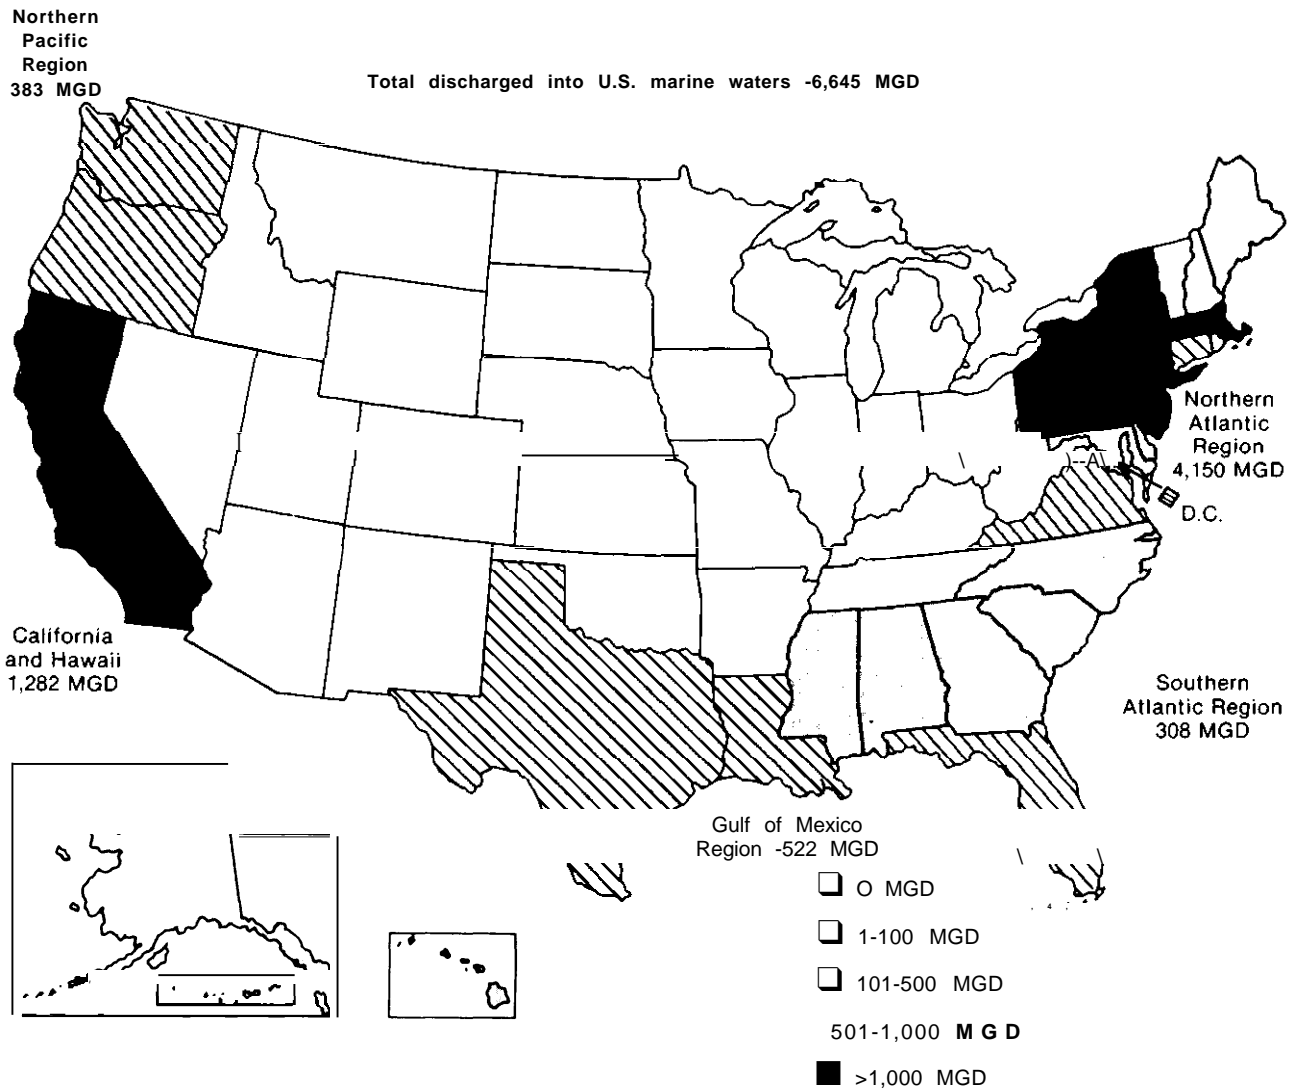 Northern
Pacific
Region
383 MGD
Total discharged into U.S. marine waters -6,645 MGD
Northern
Atlantic
Region
4,150 MGD
D.C.
California
and Hawaii
1,282 MGD
Southern
Atlantic Region
308 MGD
Gulf of Mexico
Region -522 MGD
O MGD
1-100 MGD
101-500 MGD
501-1,000 MGD
>1,000 MGD